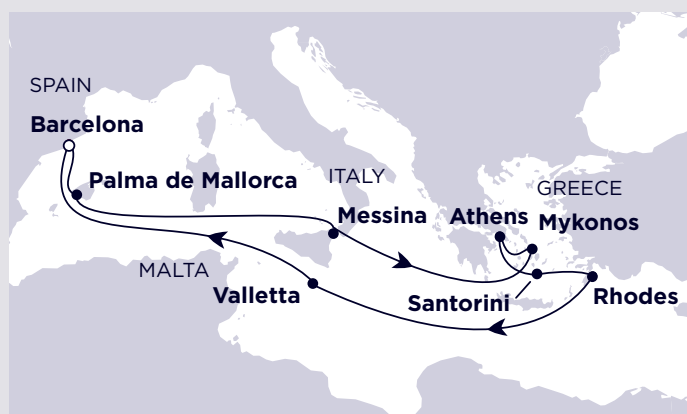 SPAIN
Barcelona
Palma de Mallorca
ITALY
Messina
GREECE
Athens
Mykonos
MALTA
Valletta
Santorini
Rhodes